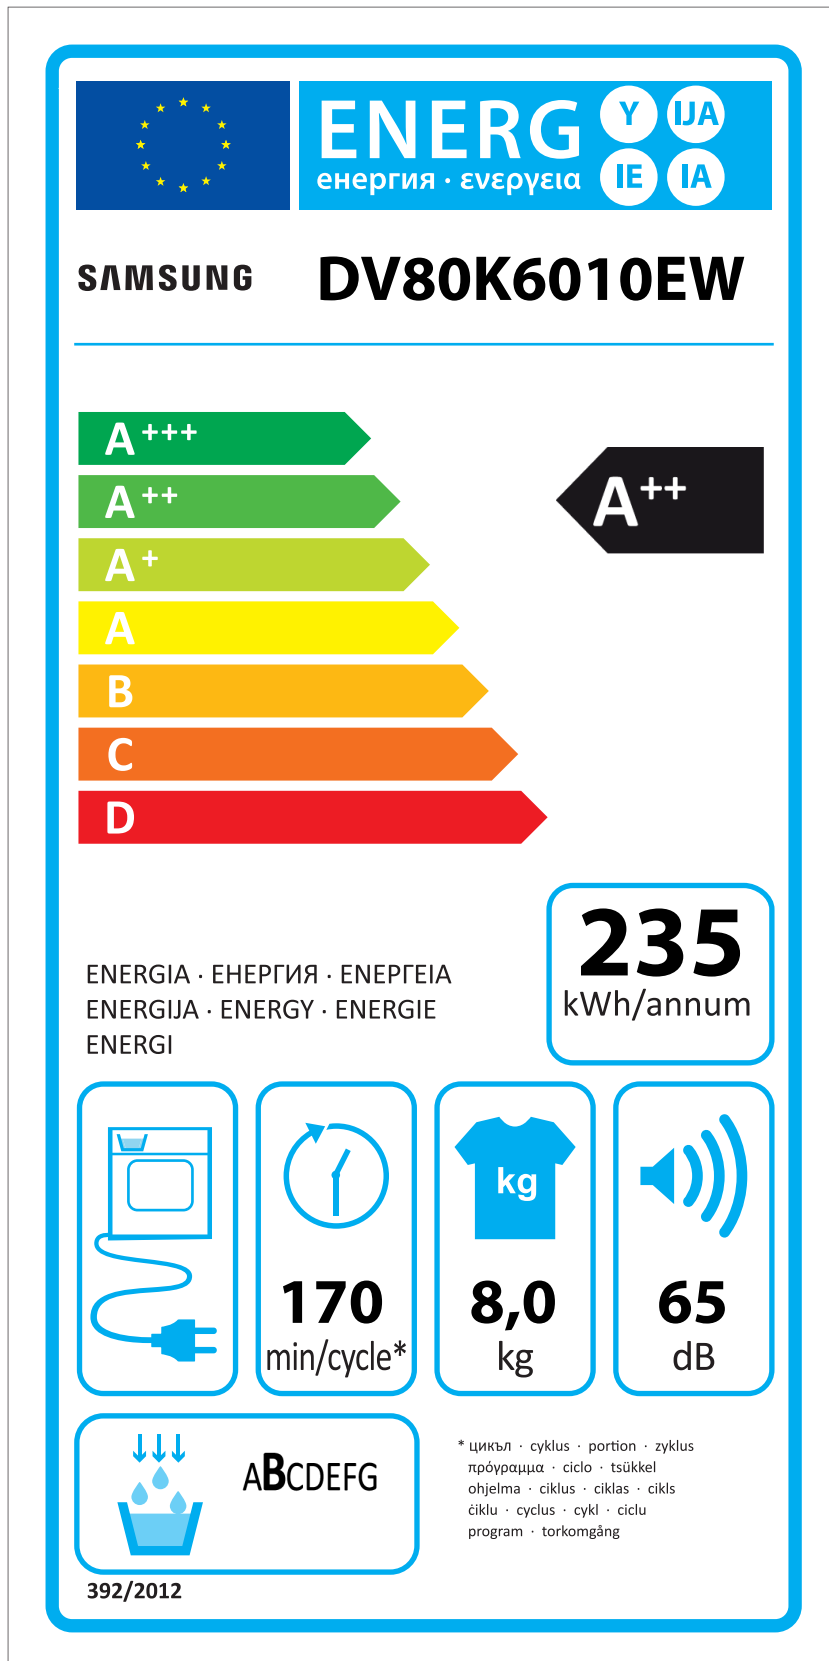 ENERG Y IJA
енергия · ενεργεια IE IA
SAMSUNG DV80K6010EW
A+++
A++
A++
A+
A
B
C
D
235
kWh/annum
ENERGIA · ЕНЕРГИЯ · ΕΝΕΡΓΕΙΑ
ENERGIJA · ENERGY · ENERGIE
ENERGI
kg
170
min/cycle*
8,0
kg
65
dB
ABCDEFG
* цикъл · cyklus · portion · zyklus
πρόγραμμα · ciclo · tsükkel
ohjelma · ciklus · ciklas · cikls
ċiklu · cyclus · cykl · ciclu
program · torkomgång
392/2012